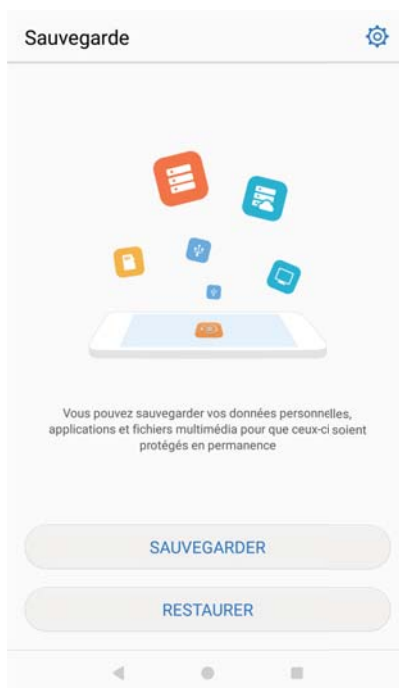 Sauvegarde
Vous pouvez sauvegarder vos données personnelles,
applications et fichiers multimédia pour que ceux-ci soient
protégés en permanence
SAUVEGARDER
RESTAURER